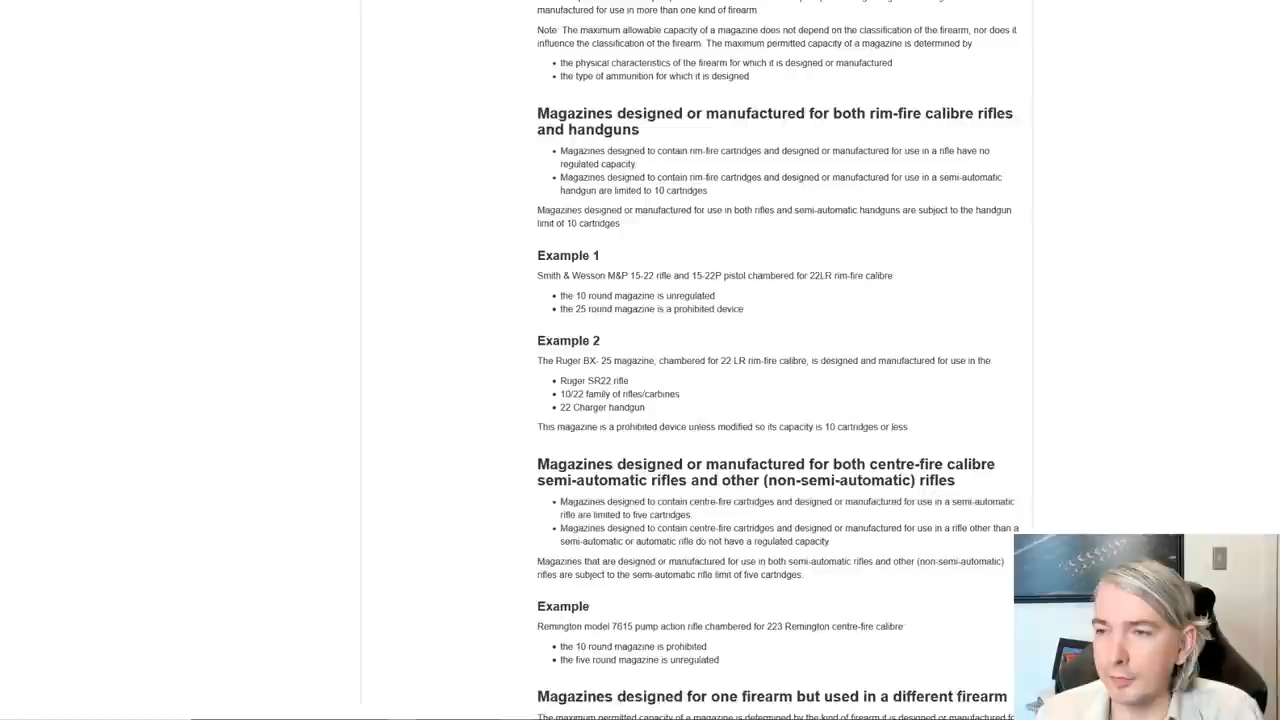 manufactured for use in more than one kind of firearm.
Note: The maximum allowable capacity of a magazine does not depend on the classification of the firearm, nor does it
influence the classification of the firearm. The maximum permitted capacity of a magazine is determined by
• the physical characteristics of the firearm for which it is designed or manufactured
• the type of ammunition for which it is designed
Magazines designed or manufactured for both rim-fire calibre rifles
and handguns
• Magazines designed to contain rim-fire cartridges and designed or manufactured for use in a rifle have no
regulated capacity.
• Magazines designed to contain rim-fire cartridges and designed or manufactured for use in a semi-automatic
handgun are limited to 10 cartridges
Magazines designed or manufactured for use in both rifles and semi-automatic handguns are subject to the handgun
limit of 10 cartridges
Example 1
Smith & Wesson M&P 15-22 rifle and 15-22P pistol chambered for 22LR rim-fire calibre
• the 10 round magazine is unregulated
• the 25 round magazine is a prohibited device
Example 2
The Ruger BX- 25 magazine, chambered for 22 LR rim-fire calibre, is designed and manufactured for use in the
• Ruger SR22 rifle
• 10/22 family of rifles/carbines
• 22 Charger handgun
This magazine is a prohibited device unless modified so its capacity is 10 cartridges or less
Magazines designed or manufactured for both centre-fire calibre
semi-automatic rifles and other (non-semi-automatic) rifles
• Magazines designed to contain centre-fire cartridges and designed or manufactured for use in a semi-automatic
rifle are limited to five cartridges.
• Magazines designed to contain centre-fire cartridges and designed or manufactured for use in a rifle other than a
semi-automatic or automatic rifle do not have a regulated capacity
Magazines that are designed or manufactured for use in both semi-automatic rifles and other (non-semi-automatic)
rifles are subject to the semi-automatic rifle limit of five cartridges.
Example
Remington model 7615 pump action rifle chambered for 223 Remington centre-fire calibre
• the 10 round magazine is prohibited
• the five round magazine is unregulated
Magazines designed for one firearm but used in a different firearm
The maximum permitted capacity of a magazine is determined by the kind of firearm it is designed or manufactured